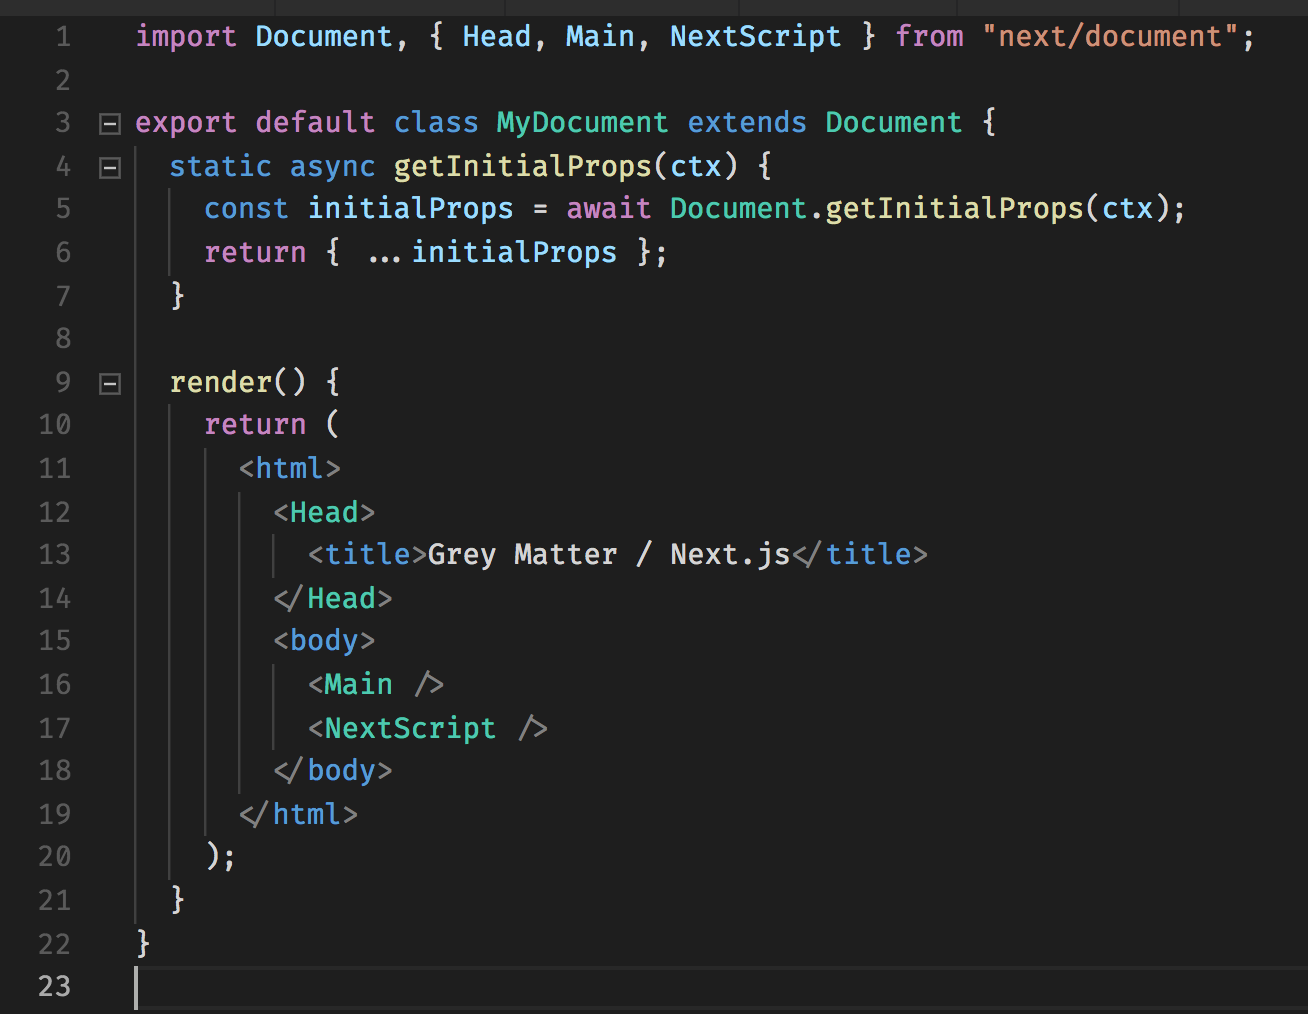 1 import Document, { Head, Main, NextScript } from "next/document";
2
3 export default class MyDocument extends Document {
4   static async getInitialProps(ctx) {
5     const initialProps = await Document.getInitialProps(ctx);
6     return { ...initialProps };
7   }
8
9   render() {
10     return (
11       <html>
12         <Head>
13           <title>Grey Matter / Next.js</title>
14         </Head>
15         <body>
16           <Main />
17           <NextScript />
18         </body>
19       </html>
20     );
21   }
22 }
23